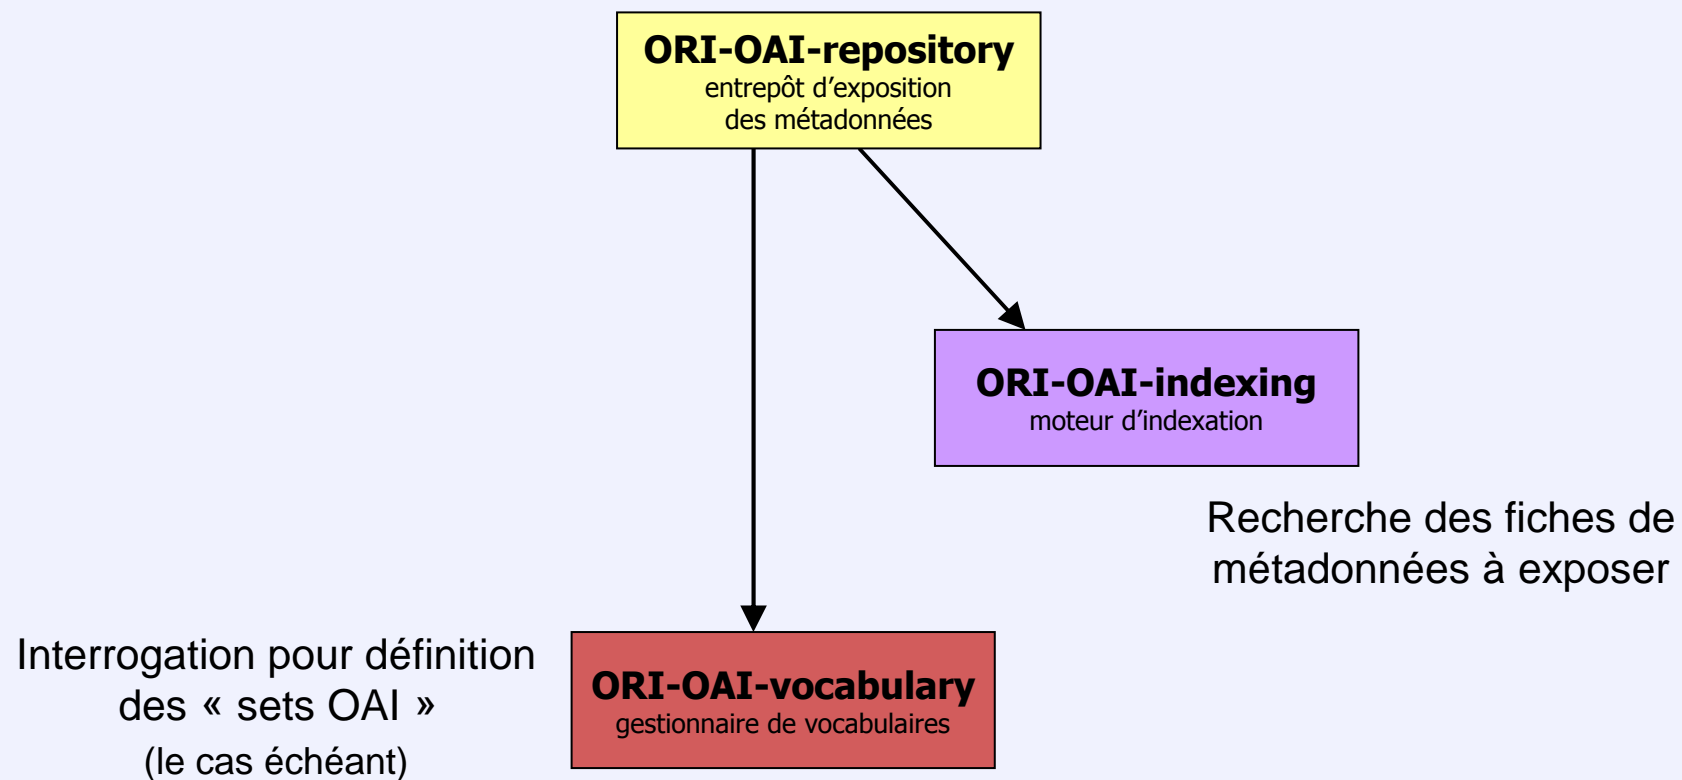 ORI-OAI-repository
entrepôt d’exposition
des métadonnées
ORI-OAI-indexing
moteur d’indexation
Recherche des fiches de
métadonnées à exposer
Interrogation pour définition
des « sets OAI »
(le cas échéant)
ORI-OAI-vocabulary
gestionnaire de vocabulaires